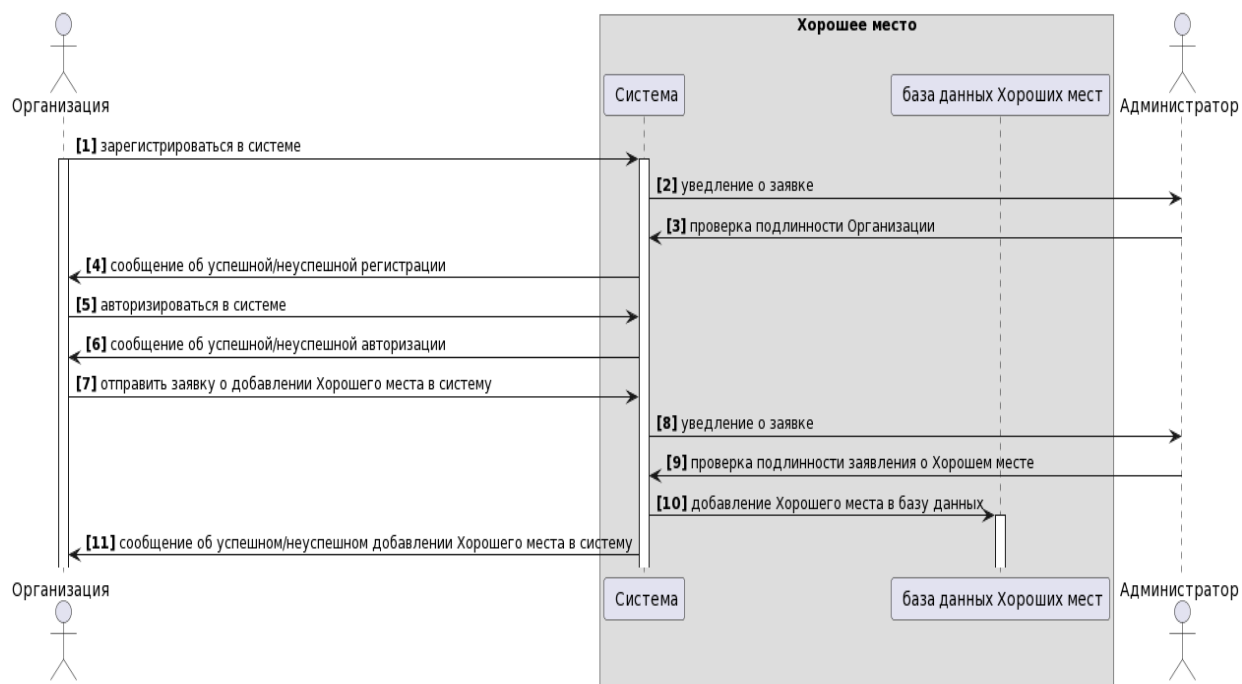 Хорошее место
Организация
Система
база данных Хороших мест
Администратор
[1] зарегистрироваться в системе
[2] уведление о заявке
[3] проверка подлинности Организации
[4] сообщение об успешной/неуспешной регистрации
[5] авторизироваться в системе
[6] сообщение об успешной/неуспешной авторизации
[7] отправить заявку о добавлении Хорошего места в систему
[8] уведление о заявке
[9] проверка подлинности заявления о Хорошем месте
[10] добавление Хорошего места в базу данных
[11] сообщение об успешном/неуспешном добавлении Хорошего места в систему
Организация
Система
база данных Хороших мест
Администратор